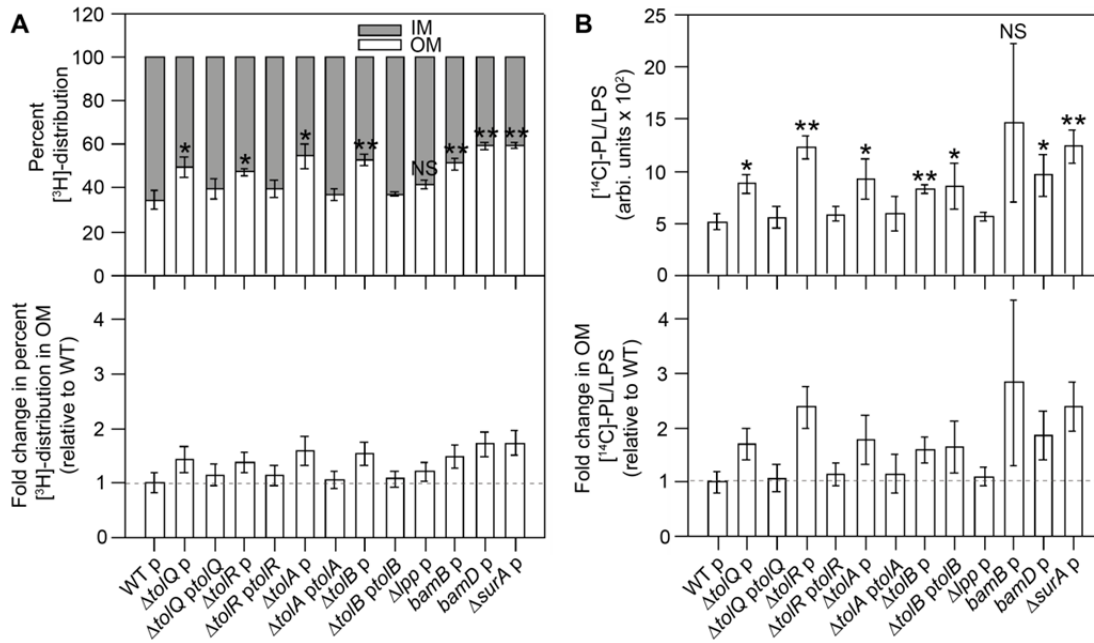 A
IM
OM
120
100
80
60
40
20
0
Percent
[³H]-distribution
* * * ** NS ** ** **
4
3
2
1
0
Fold change in percent
[³H]-distribution in OM
(relative to WT)
WT p
ΔtolQ p
ΔtolQ ptolQ
ΔtolR p
ΔtolR ptolR
ΔtolA p
ΔtolA ptolA
ΔtolB p
ΔtolB ptolB
Δlpp p
bamB p
bamD p
ΔsurA p
B
25
20
15
10
5
0
[¹⁴C]-PL/LPS
(arbi. units x 10²)
* ** * ** * NS * **
4
3
2
1
0
Fold change in OM
[¹⁴C]-PL/LPS
(relative to WT)
WT p
ΔtolQ p
ΔtolQ ptolQ
ΔtolR p
ΔtolR ptolR
ΔtolA p
ΔtolA ptolA
ΔtolB p
ΔtolB ptolB
Δlpp p
bamB p
bamD p
ΔsurA p